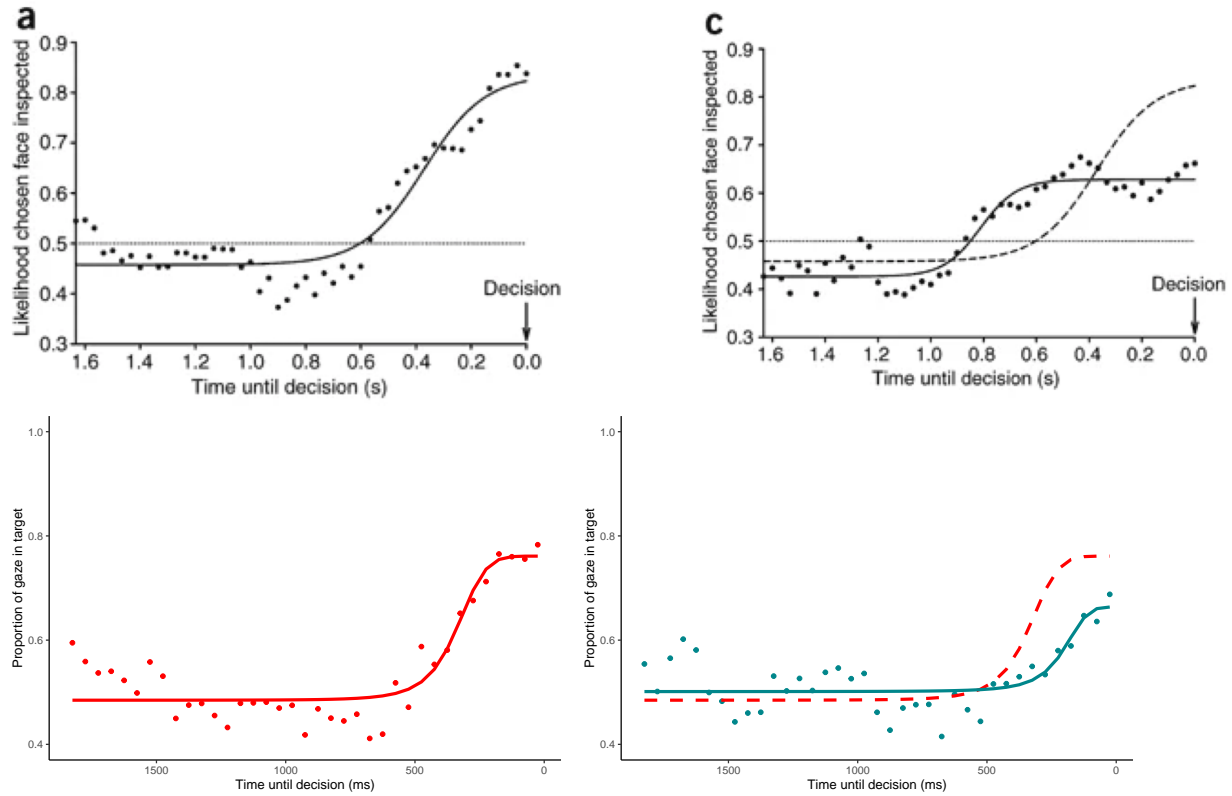 a
Likelihood chosen face inspected
0.9
0.8
0.7
0.6
0.5
0.4
0.3
1.6 1.4 1.2 1.0 0.8 0.6 0.4 0.2 0.0
Time until decision (s)
Decision
c
Likelihood chosen face inspected
0.9
0.8
0.7
0.6
0.5
0.4
0.3
1.6 1.4 1.2 1.0 0.8 0.6 0.4 0.2 0.0
Time until decision (s)
Decision
Proportion of gaze in target
1.0
0.8
0.6
0.4
1500 1000 500 0
Time until decision (ms)
Proportion of gaze in target
1.0
0.8
0.6
0.4
1500 1000 500 0
Time until decision (ms)